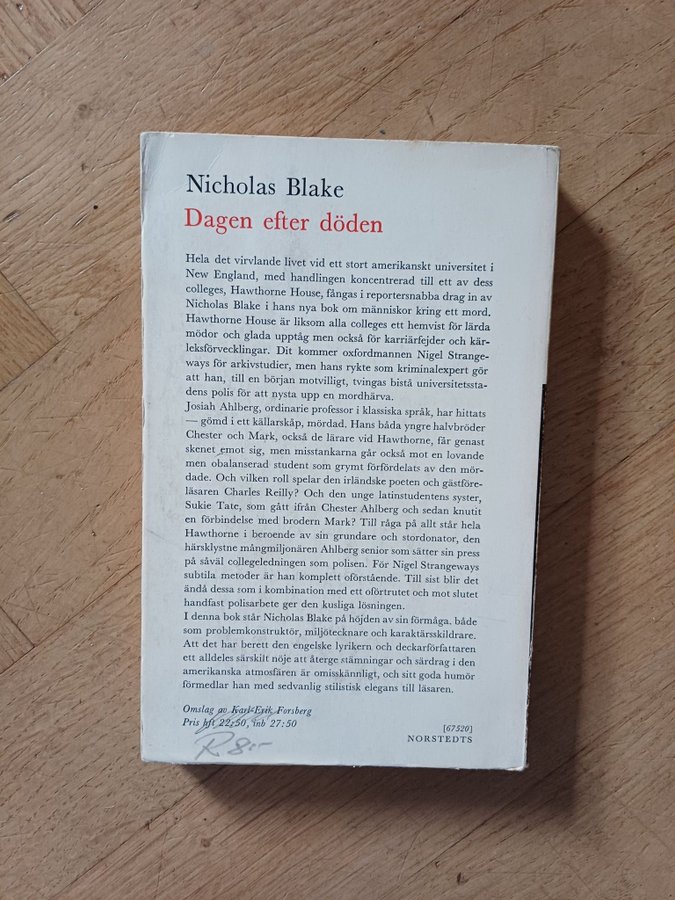 Nicholas Blake
Dagen efter döden
Hela det virvlande livet vid ett stort amerikanskt universitet i
New England, med handlingen koncentrerad till ett av dess
colleges, Hawthorne House, fångas i reportersnabba drag in av
Nicholas Blake i hans nya bok om människor kring ett mord.
Hawthorne House är liksom alla colleges ett hemvist för lärda
mödor och glada upptåg men också för karriärfejder och kär-
leksförvecklingar. Dit kommer oxfordmannen Nigel Strange-
ways för arkivstudier, men hans rykte som kriminalexpert gör
att han, till en början motvilligt, tvingas bistå universitetssta-
dens polis för att nysta upp en mordhärva.
Josiah Ahlberg, ordinarie professor i klassiska språk, har hittats
— gömd i ett källarskåp, mördad. Hans båda yngre halvbröder
Chester och Mark, också de lärare vid Hawthorne, får genast
skenet emot sig, men misstankarna går också mot en lovande
men obalanserad student som grymt förfördelats av den mör-
dade. Och vilken roll spelar den irländske poeten och gästföre-
läsaren Charles Reilly? Och den unge latinstudentens syster,
Sukie Tate, som gått ifrån Chester Ahlberg och sedan knutit
en förbindelse med brodern Mark? Till råga på allt står hela
Hawthorne i beroende av sin grundare och stordonator, den
hårsklystne mångmiljonären Ahlberg senior som sätter sin press
på såväl collegeledningen som polisen. För Nigel Strangeways
subtila metoder är han komplett oförstående. Till sist blir det
ändå dessa som i kombination med ett oförtrutet och mot slutet
handfast polisarbete ger den kusliga lösningen.
I denna bok står Nicholas Blake på höjden av sin förmåga, både
som problemkonstruktör, miljötecknare och karaktärsskildrare.
Att det har berett den engelske lyrikern och deckarförfattaren
ett alldeles särskilt nöje att återge stämningar och särdrag i den
amerikanska atmosfären är omisskännligt, och sitt goda humör
förmedlar han med sedvanlig stilistisk elegans till läsaren.
Omslag av Karl-Erik Forsberg
Pris hft 22:50, inb 27:50
[67520]
NORSTEDTS
R 8:-